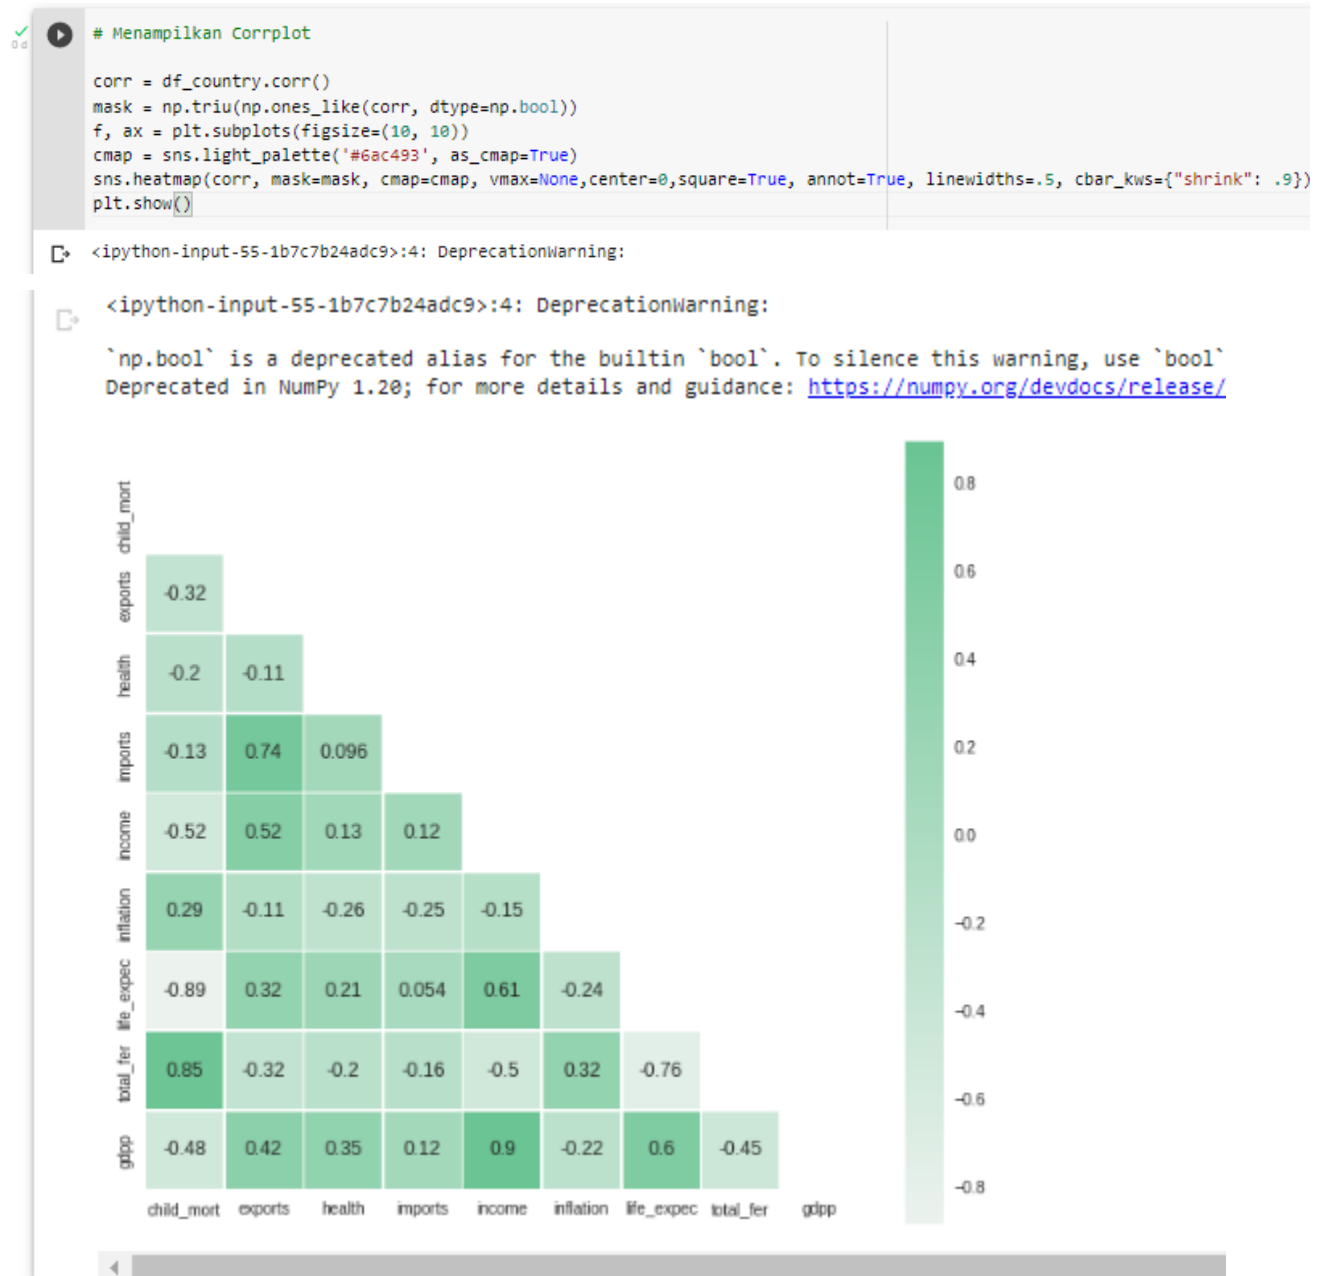 # Menampilkan Corrplot
0 d
corr = df_country.corr()
mask = np.triu(np.ones_like(corr, dtype=np.bool))
f, ax = plt.subplots(figsize=(10, 10))
cmap = sns.light_palette('#6ac493', as_cmap=True)
sns.heatmap(corr, mask=mask, cmap=cmap, vmax=None,center=0,square=True, annot=True, linewidths=.5, cbar_kws={"shrink": .9})
plt.show()
<ipython-input-55-1b7c7b24adc9>:4: DeprecationWarning:
<ipython-input-55-1b7c7b24adc9>:4: DeprecationWarning:
`np.bool` is a deprecated alias for the builtin `bool`. To silence this warning, use `bool`
Deprecated in NumPy 1.20; for more details and guidance: https://numpy.org/devdocs/release/
child_mort
exports -0.32
health -0.2 -0.11
imports -0.13 0.74 0.096
income -0.52 0.52 0.13 0.12
inflation 0.29 -0.11 -0.26 -0.25 -0.15
life_expec -0.89 0.32 0.21 0.054 0.61 -0.24
total_fer 0.85 -0.32 -0.2 -0.16 -0.5 0.32 -0.76
gdpp -0.48 0.42 0.35 0.12 0.9 -0.22 0.6 -0.45
child_mort exports health imports income inflation life_expec total_fer gdpp
0.8
0.6
0.4
0.2
0.0
-0.2
-0.4
-0.6
-0.8